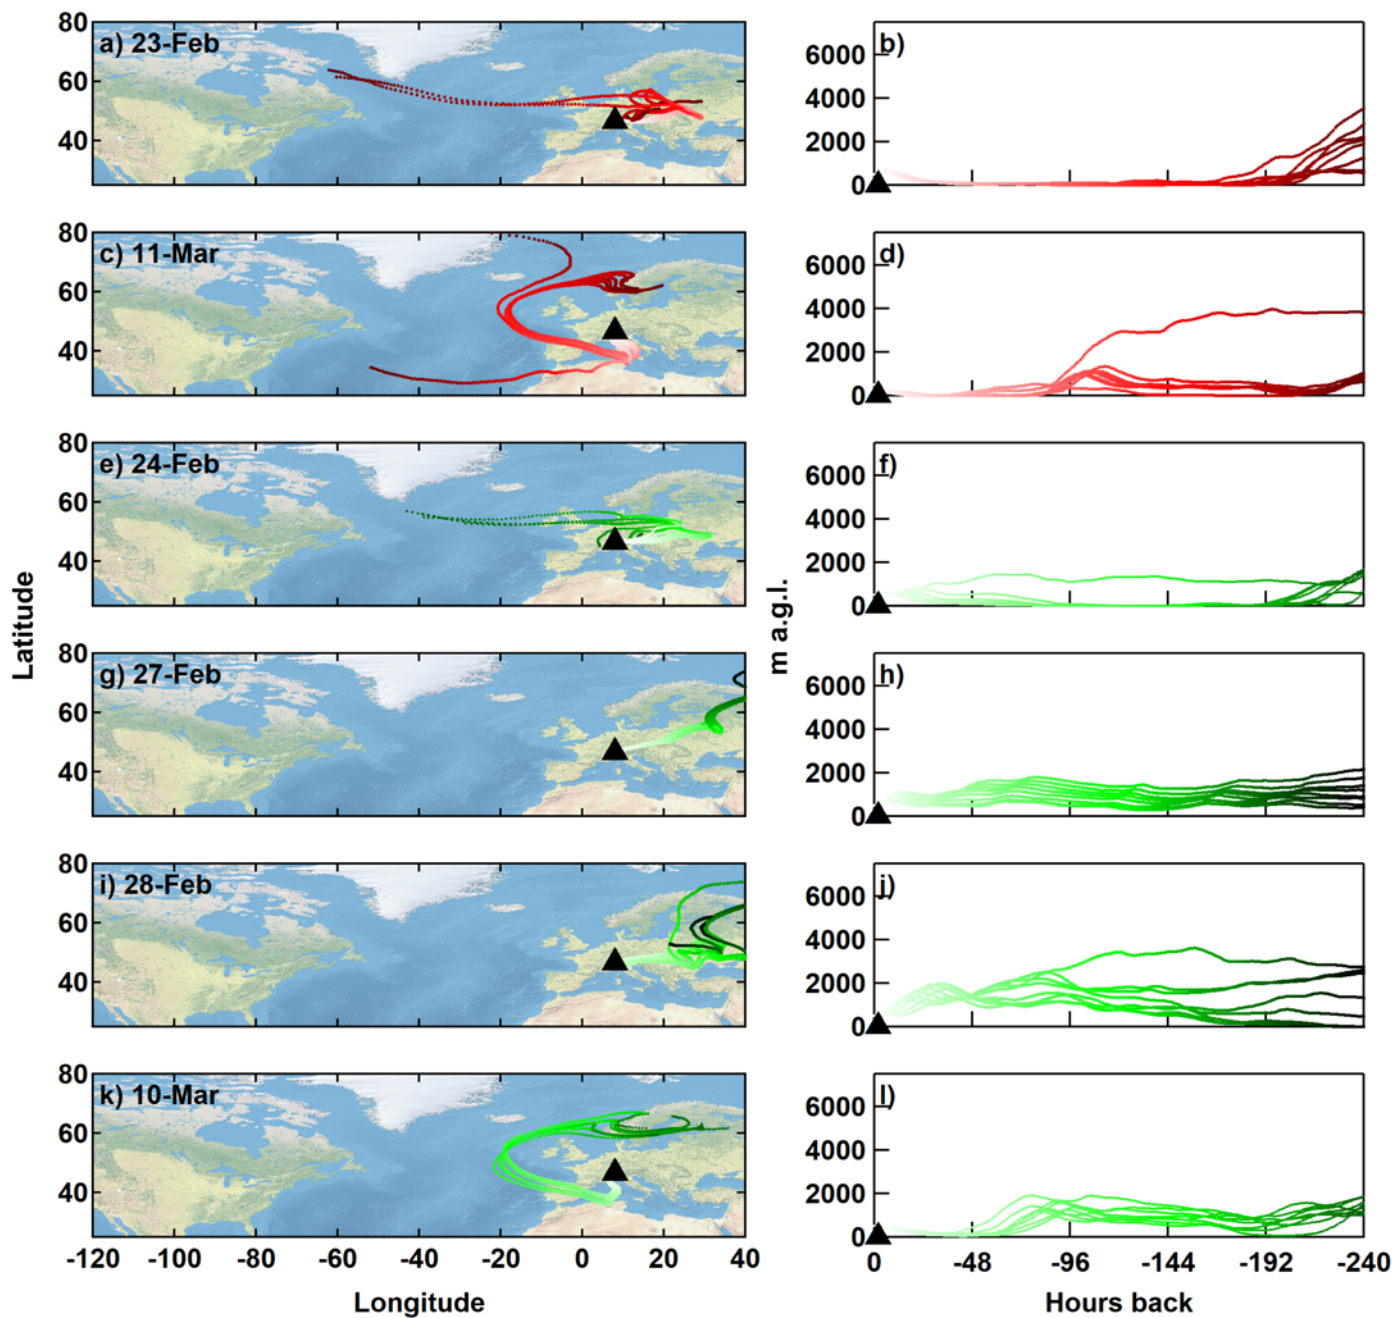 80
a) 23-Feb
60
40
b)
6000
4000
2000
0
80
c) 11-Mar
60
40
d)
6000
4000
2000
0
80
e) 24-Feb
60
40
f)
6000
4000
2000
0
Latitude
m a.g.l.
80
g) 27-Feb
60
40
h)
6000
4000
2000
0
80
i) 28-Feb
60
40
j)
6000
4000
2000
0
80
k) 10-Mar
60
40
l)
6000
4000
2000
0
-120 -100 -80 -60 -40 -20 0 20 40
0 -48 -96 -144 -192 -240
Longitude
Hours back